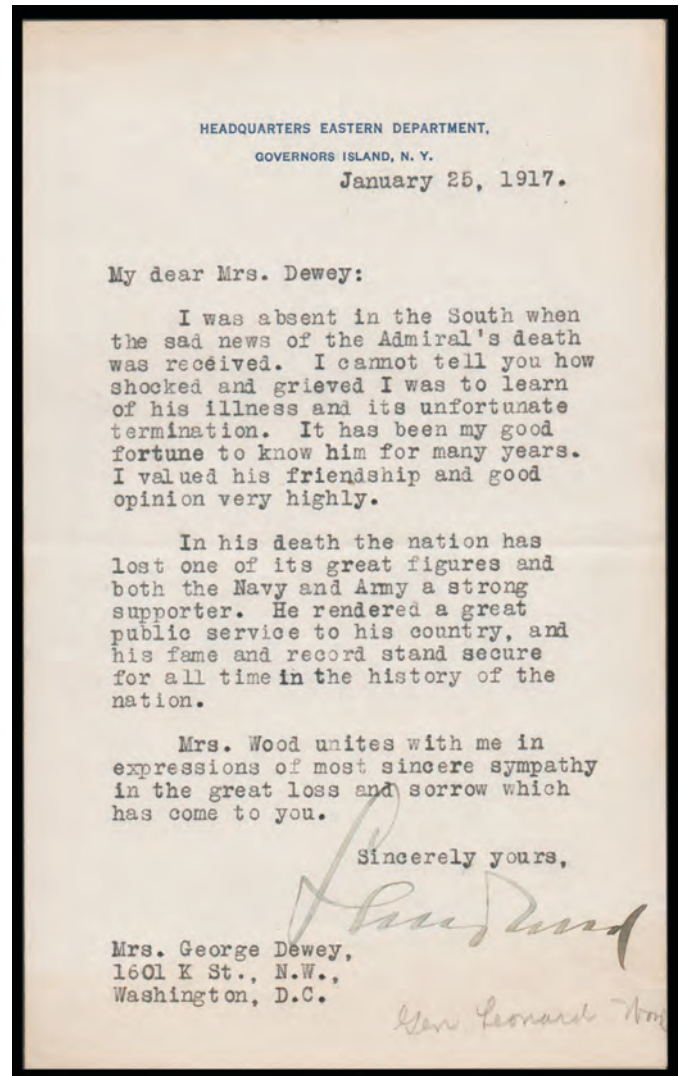 HEADQUARTERS EASTERN DEPARTMENT,
GOVERNORS ISLAND, N. Y.
January 25, 1917.
My dear Mrs. Dewey:
I was absent in the South when
the sad news of the Admiral's death
was received. I cannot tell you how
shocked and grieved I was to learn
of his illness and its unfortunate
termination. It has been my good
fortune to know him for many years.
I valued his friendship and good
opinion very highly.
In his death the nation has
lost one of its great figures and
both the Navy and Army a strong
supporter. He rendered a great
public service to his country, and
his fame and record stand secure
for all time in the history of the
nation.
Mrs. Wood unites with me in
expressions of most sincere sympathy
in the great loss and sorrow which
has come to you.
Sincerely yours,
Mrs. George Dewey,
1601 K St., N.W.,
Washington, D.C.
Gen Leonard Wood